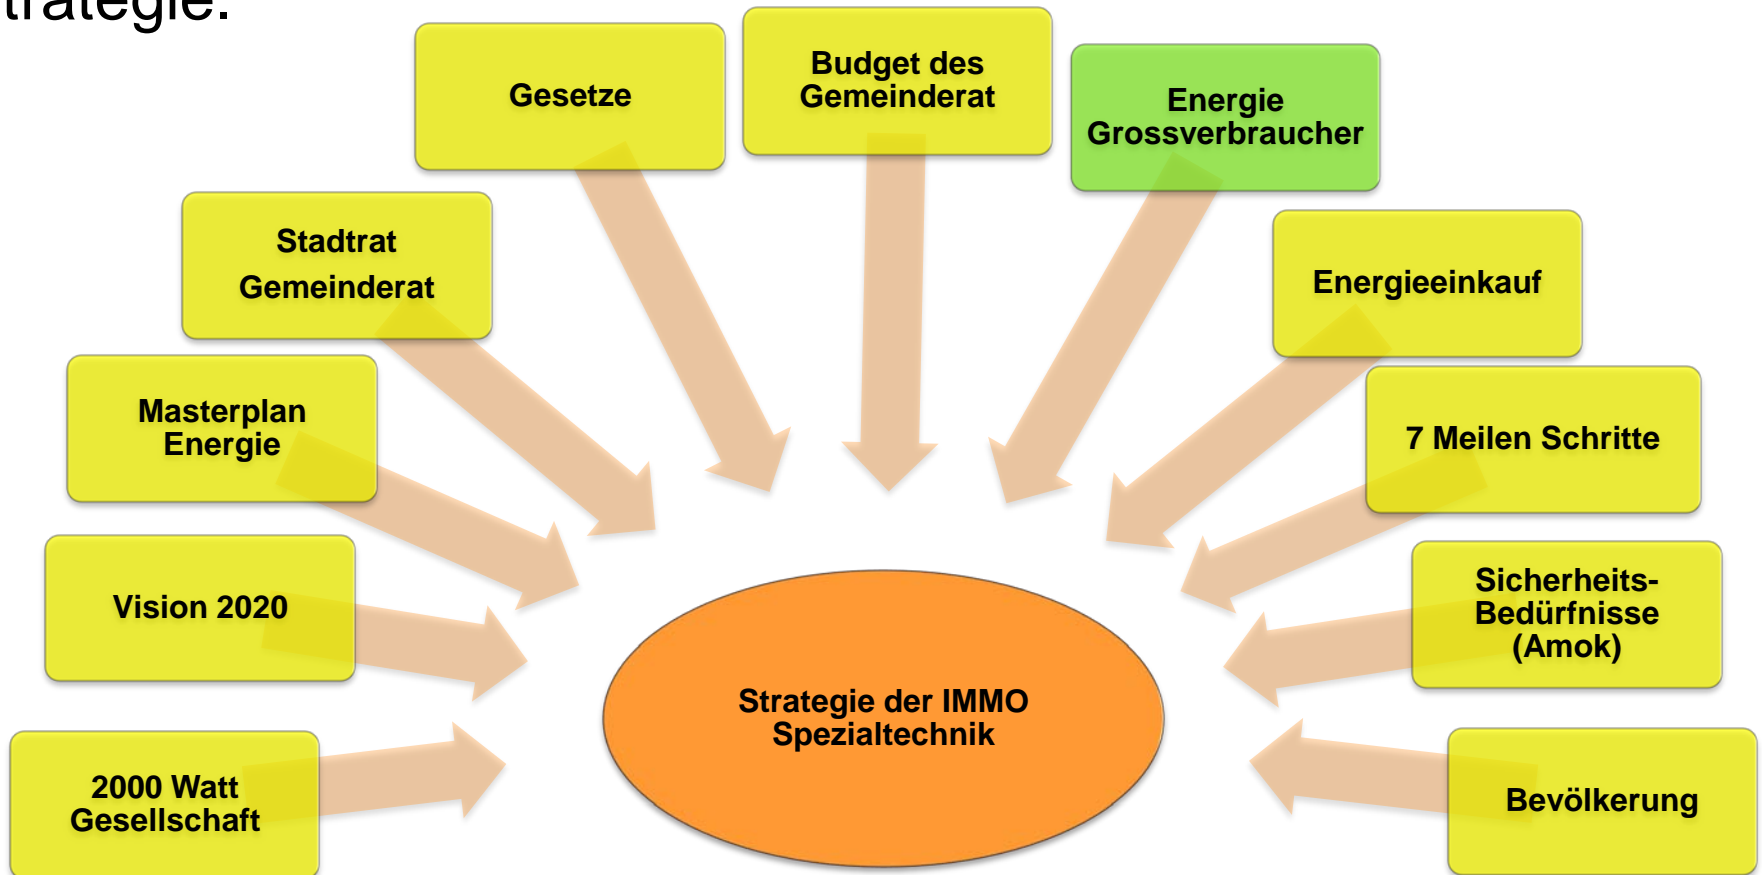 trategie:
Gesetze
Budget des
Gemeinderat
Energie
Grossverbraucher
Stadtrat
Gemeinderat
Energieeinkauf
Masterplan
Energie
7 Meilen Schritte
Vision 2020
Sicherheits-
Bedürfnisse
(Amok)
Strategie der IMMO
Spezialtechnik
2000 Watt
Gesellschaft
Bevölkerung